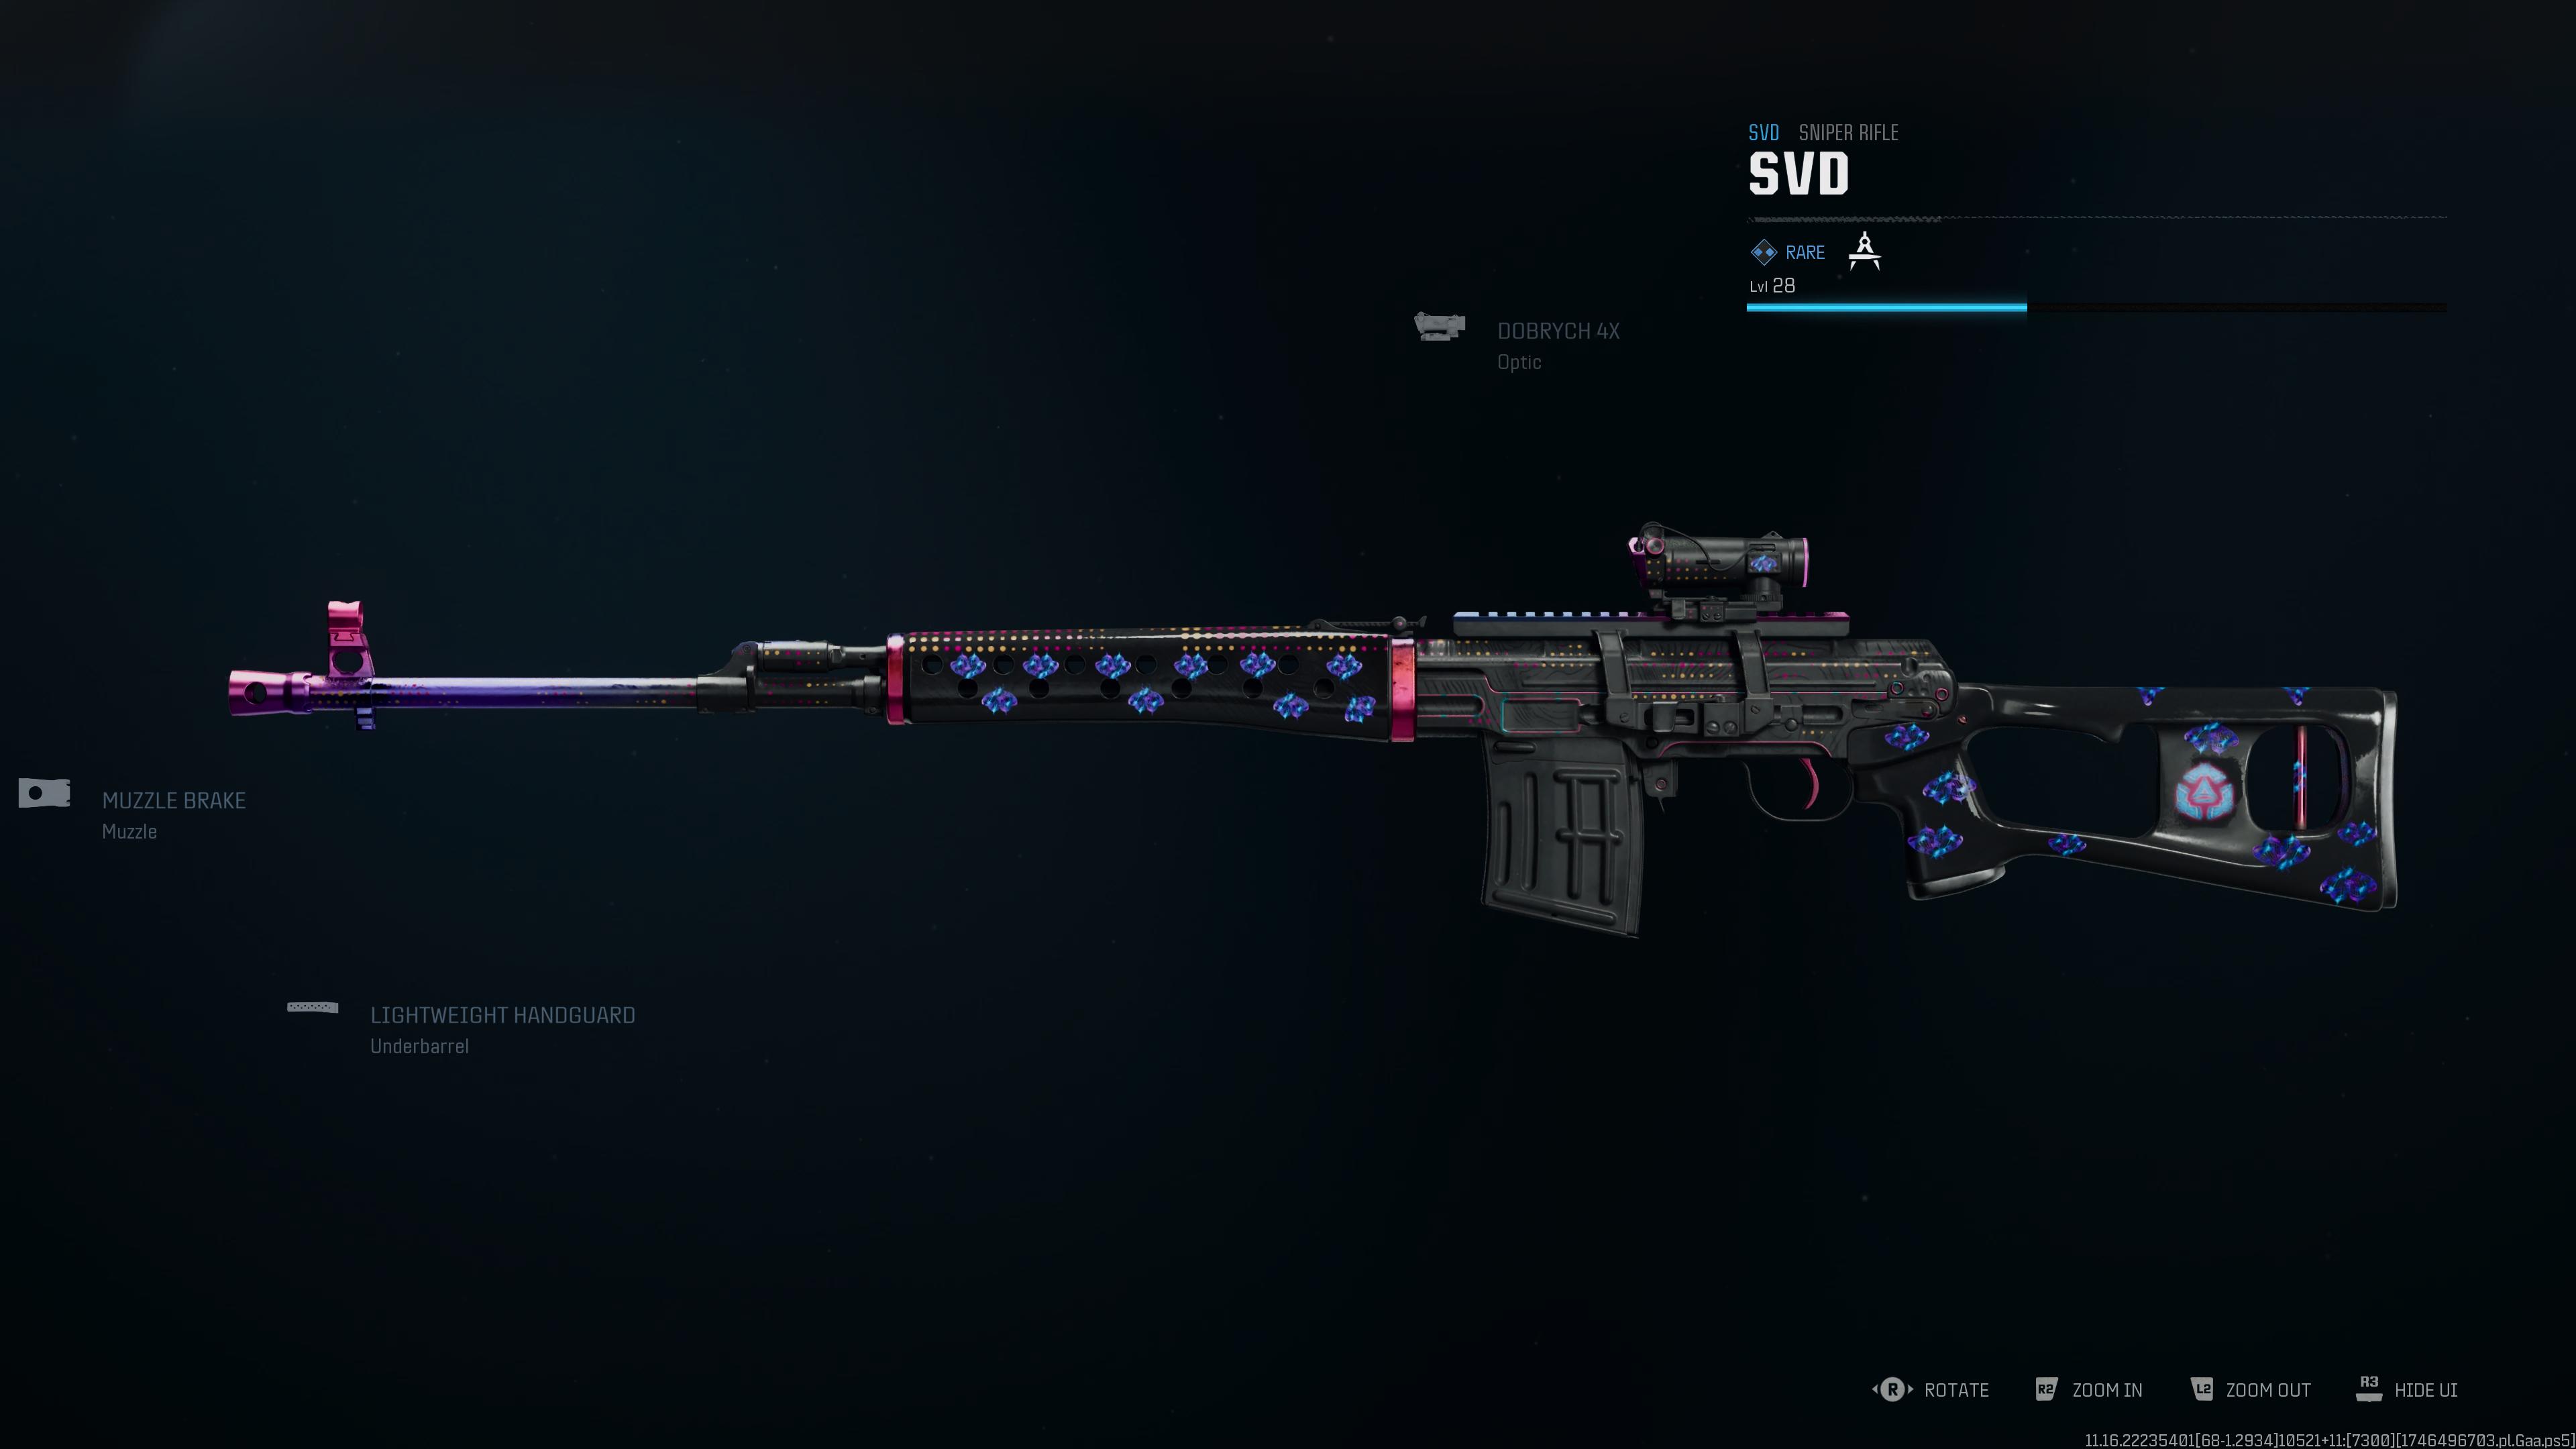 SVD SNIPER RIFLE
SVD
RARE
Lvl 28
DOBRYCH 4X
Optic
MUZZLE BRAKE
Muzzle
LIGHTWEIGHT HANDGUARD
Underbarrel
R ROTATE R2 ZOOM IN L2 ZOOM OUT R3 HIDE UI
11.16.22235401[68-1.2934]10521+11:[7300][1746496703.pl.Gaa.ps5]